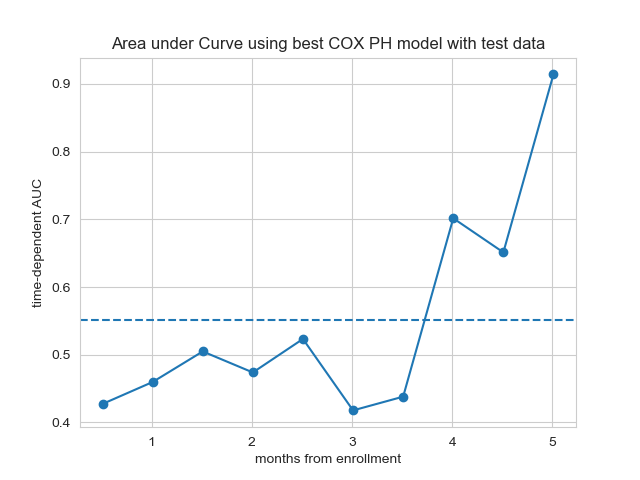 Area under Curve using best COX PH model with test data
time-dependent AUC
0.9
0.8
0.7
0.6
0.5
0.4
1 2 3 4 5
months from enrollment